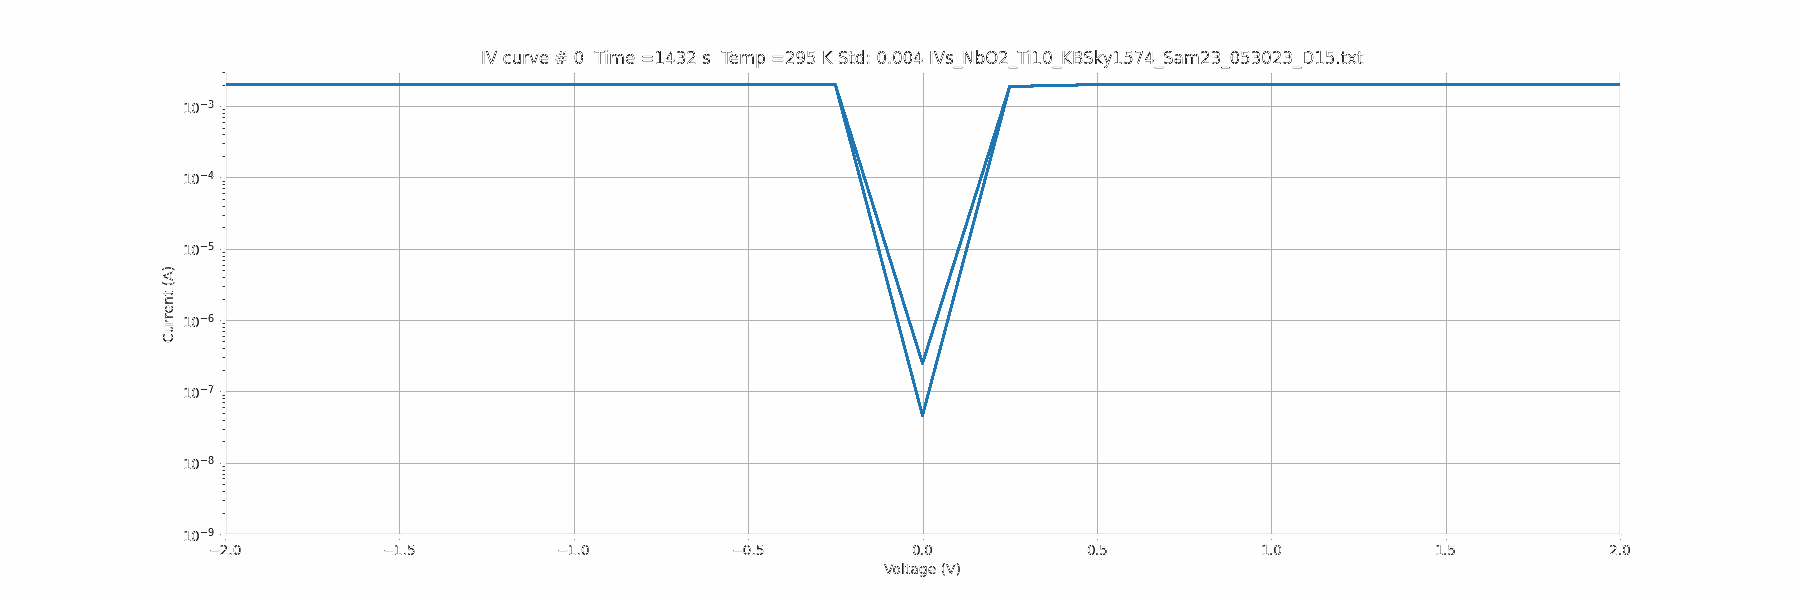 IV curve # 0 Time =1432 s Temp =295 K Std: 0.004 IVs_NbO2_Ti10_KBSky1574_Sam23_053023_D15.txt
Current (A)
10⁻³
10⁻⁴
10⁻⁵
10⁻⁶
10⁻⁷
10⁻⁸
10⁻⁹
−2.0 −1.5 −1.0 −0.5 0.0 0.5 1.0 1.5 2.0
Voltage (V)